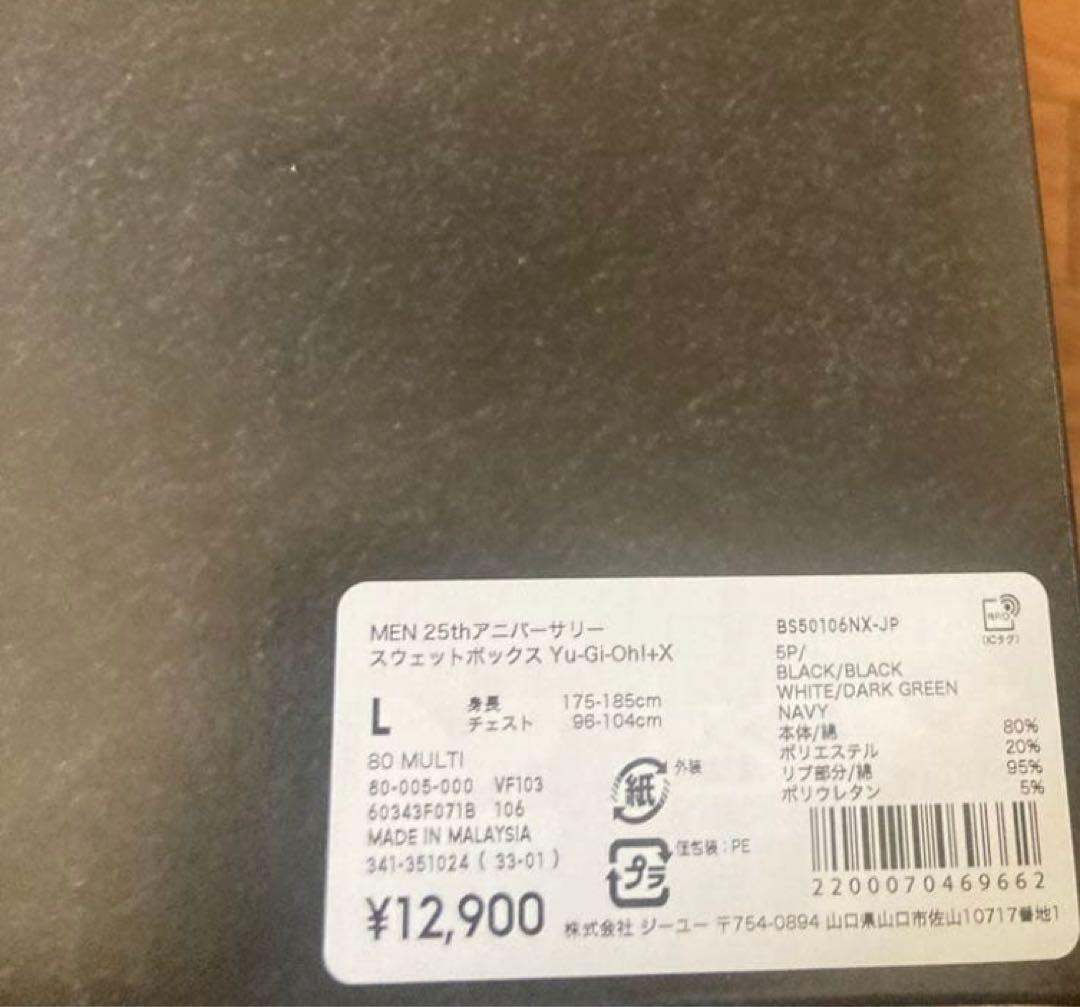 MEN 25thアニバーサリー
スウェットボックス Yu-Gi-Oh!+X
L
身長 175-185cm
チェスト 96-104cm
80 MULTI
80-005-000 VF103
60343F071B 106
MADE IN MALAYSIA
341-351024 ( 33-01 )
¥12,900
紙
外装
プラ
個包装:PE
BS50106NX-JP
RFID
(ICタグ)
5P/
BLACK/BLACK
WHITE/DARK GREEN
NAVY
本体/綿 80%
ポリエステル 20%
リブ部分/綿 95%
ポリウレタン 5%
2200070469662
株式会社 ジーユー 〒754-0894 山口県山口市佐山10717番地1